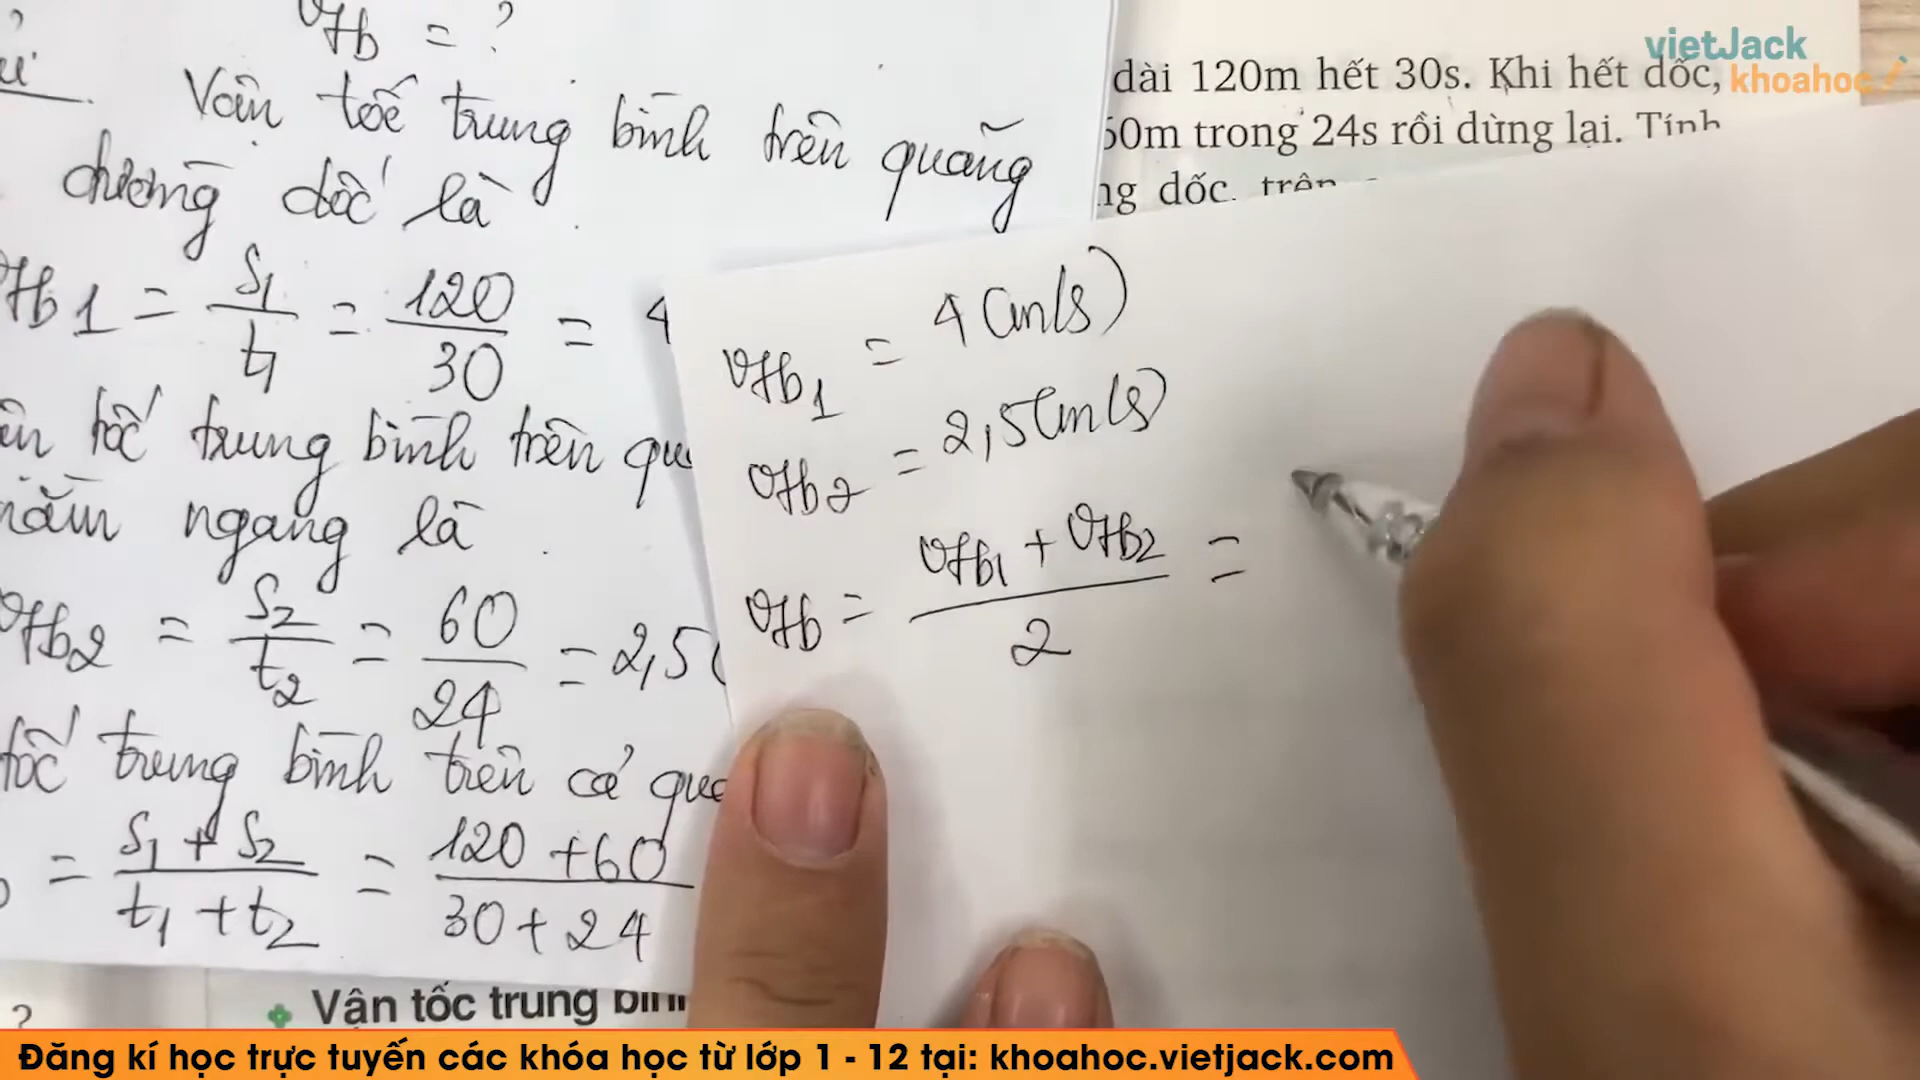 vtb = ?
Vận tốc trung bình trên quãng
đường dốc là
vtb1 = S1/t1 = 120/30 = 4
tốc trung bình trên
nằm ngang là
vtb2 = S2/t2 = 60/24 = 2,5(
tốc trung bình trên cả
= S1 + S2/t1 + t2 = 120 + 60/30 + 24
vtb1 = 4 (m/s)
vtb2 = 2,5 (m/s)
vtb = vtb1 + vtb2/2 =
dài 120m hết 30s. Khi hết dốc,
60m trong 24s rồi dừng lại. Tính
dốc, trên
Vận tốc trung bình
?
vietJack
khoahoc
Đăng kí học trực tuyến các khóa học từ lớp 1 - 12 tại: khoahoc.vietjack.com